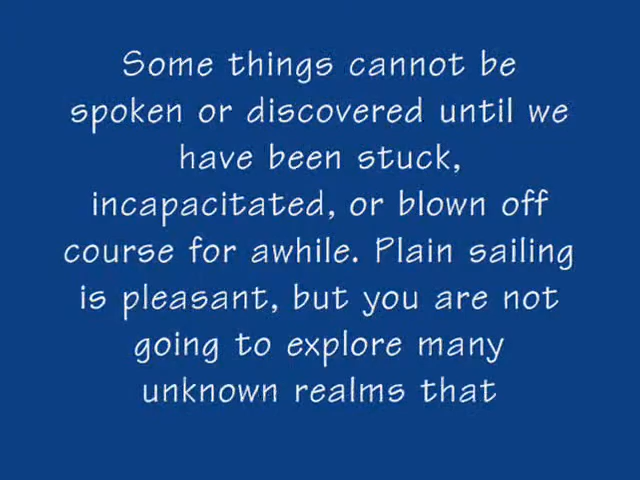 Some things cannot be
spoken or discovered until we
have been stuck,
incapacitated, or blown off
course for awhile. Plain sailing
is pleasant, but you are not
going to explore many
unknown realms that